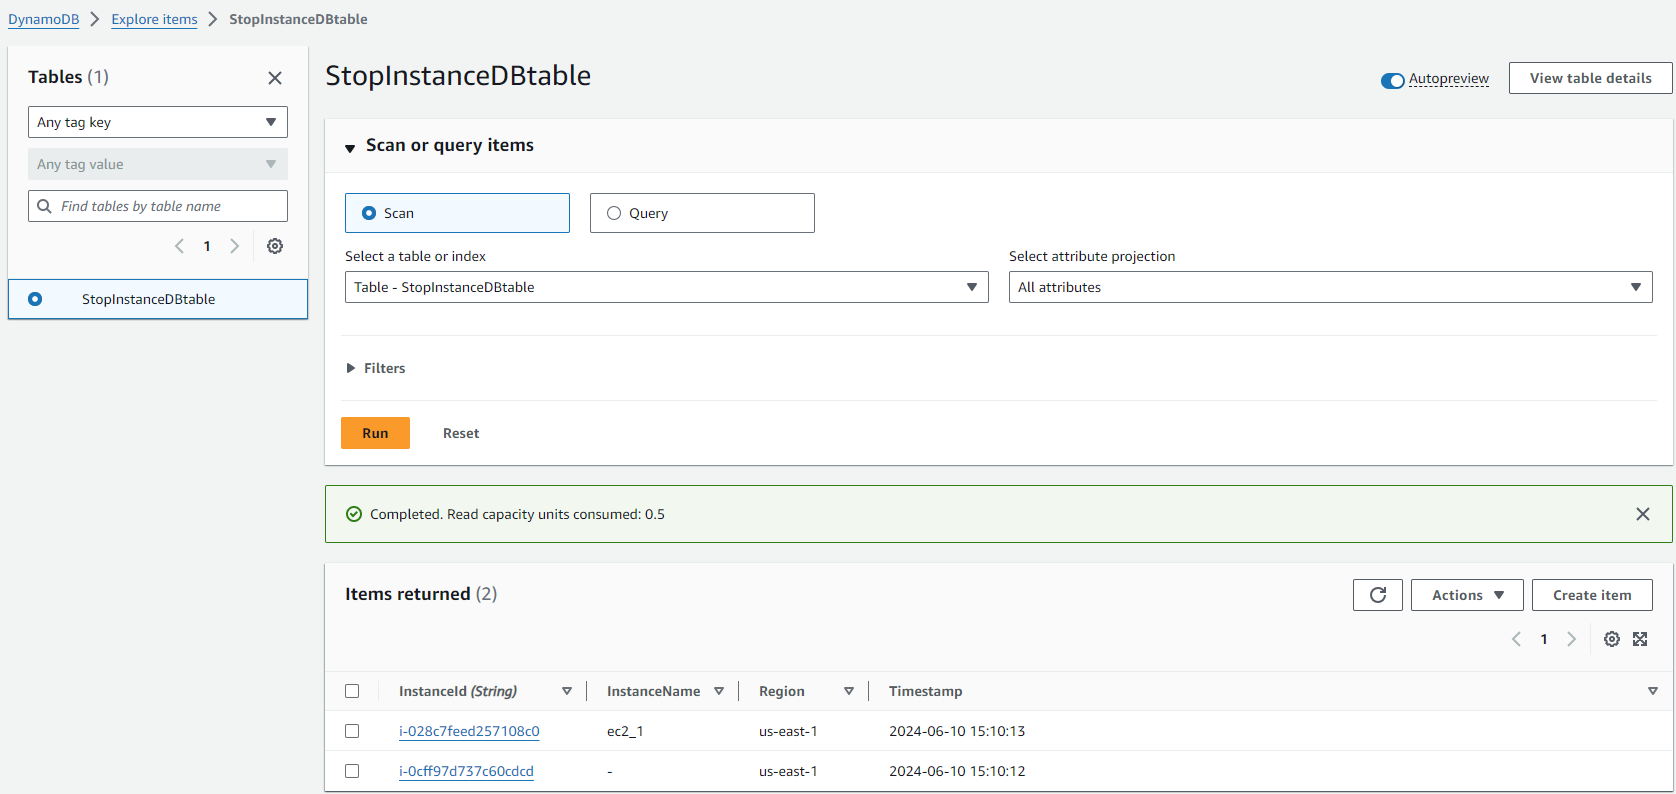 DynamoDB > Explore items > StopInstanceDBtable
Tables (1)
Any tag key
Any tag value
Find tables by table name
1
StopInstanceDBtable
StopInstanceDBtable
Autopreview
View table details
Scan or query items
Scan Query
Select a table or index Select attribute projection
Table - StopInstanceDBtable All attributes
Filters
Run Reset
Completed. Read capacity units consumed: 0.5
Items returned (2)
Actions Create item
1
InstanceId (String) InstanceName Region Timestamp
i-028c7feed257108c0 ec2_1 us-east-1 2024-06-10 15:10:13
i-0cff97d737c60cdcd - us-east-1 2024-06-10 15:10:12